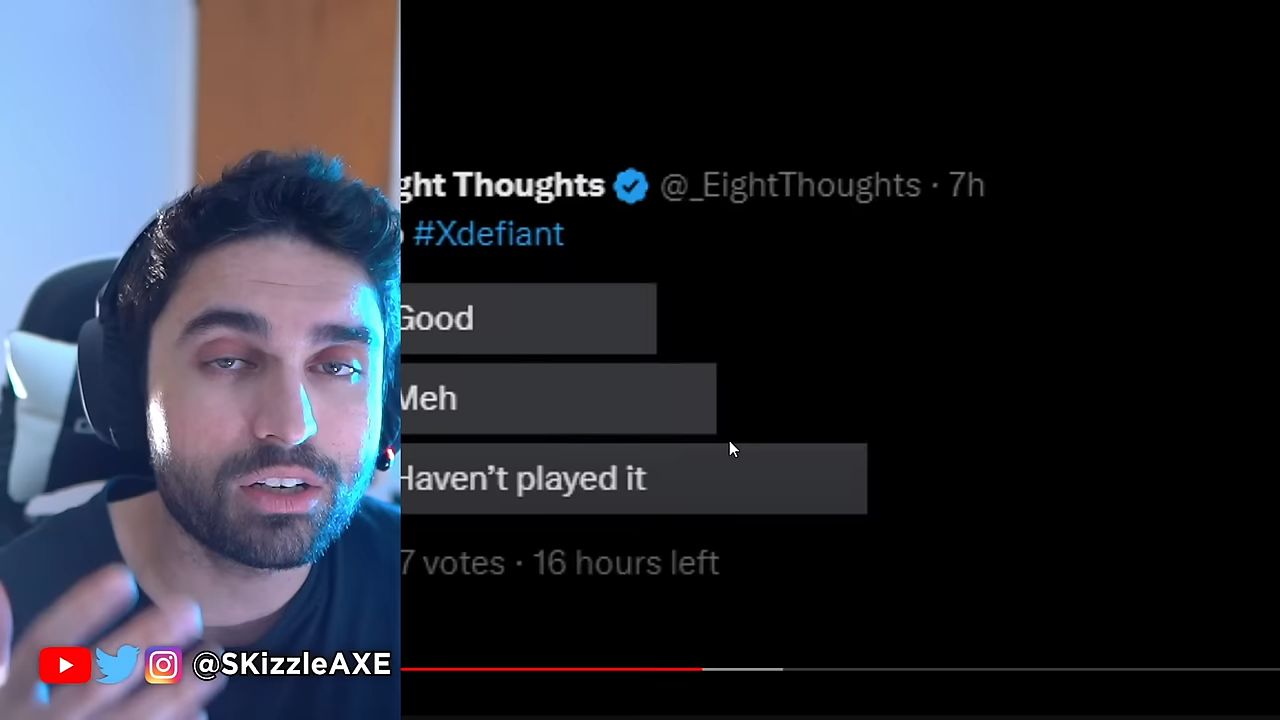 ght Thoughts @_EightThoughts · 7h
#Xdefiant
Good
Meh
Haven't played it
7 votes · 16 hours left
@SKizzleAXE